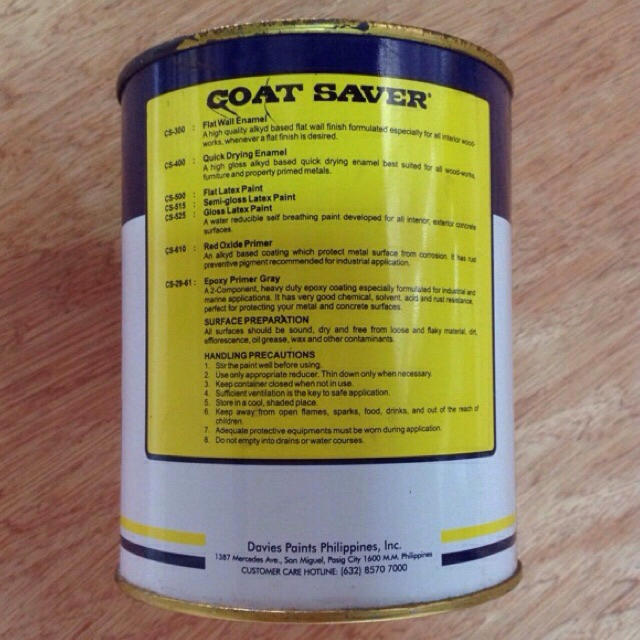 GOAT SAVER
CS-300 : Flat Wall Enamel
A high quality alkyd based flat wall finish formulated especially for all interior wood-
works, whenever a flat finish is desired.
CS-400 : Quick Drying Enamel
A high gloss alkyd based quick drying enamel best suited for all wood-works,
furniture and property primed metals.
CS-500 : Flat Latex Paint
CS-515 : Semi-gloss Latex Paint
CS-525 : Gloss Latex Paint
A water reducible self breathing paint developed for all interior, exterior concrete
surfaces.
CS-610 : Red Oxide Primer
An alkyd based coating which protect metal surface from corrosion. It has rust
preventive pigment recommended for industrial application.
CS-29-61 : Epoxy Primer Gray
A 2-Component, heavy duty epoxy coating especially formulated for industrial and
marine applications. It has very good chemical, solvent, acid and rust resistance,
perfect for protecting your metal and concrete surfaces.
SURFACE PREPARATION
All surfaces should be sound, dry and free from loose and flaky material, dirt,
efflorescence, oil grease, wax and other contaminants.
HANDLING PRECAUTIONS
1. Stir the paint well before using.
2. Use only appropriate reducer. Thin down only when necessary.
3. Keep container closed when not in use.
4. Sufficient ventilation is the key to safe application.
5. Store in a cool, shaded place.
6. Keep away from open flames, sparks, food, drinks, and out of the reach of
children.
7. Adequate protective equipments must be worn during application.
8. Do not empty into drains or water courses.
Davies Paints Philippines, Inc.
1387 Mercedes Ave., San Miguel, Pasig City 1600 M.M. Philippines
CUSTOMER CARE HOTLINE: (632) 8570 7000